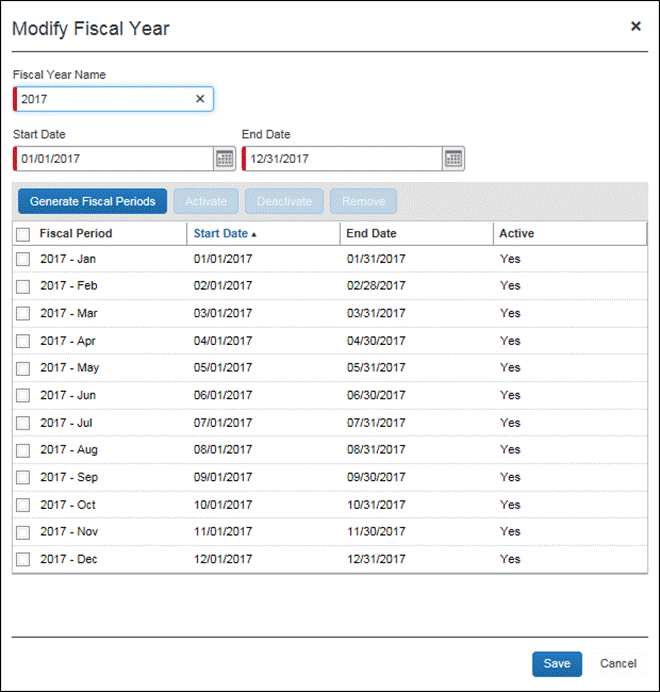 Modify Fiscal Year
Fiscal Year Name
2017
Start Date End Date
01/01/2017 12/31/2017
Generate Fiscal Periods Activate Deactivate Remove
Fiscal Period Start Date End Date Active
2017 - Jan 01/01/2017 01/31/2017 Yes
2017 - Feb 02/01/2017 02/28/2017 Yes
2017 - Mar 03/01/2017 03/31/2017 Yes
2017 - Apr 04/01/2017 04/30/2017 Yes
2017 - May 05/01/2017 05/31/2017 Yes
2017 - Jun 06/01/2017 06/30/2017 Yes
2017 - Jul 07/01/2017 07/31/2017 Yes
2017 - Aug 08/01/2017 08/31/2017 Yes
2017 - Sep 09/01/2017 09/30/2017 Yes
2017 - Oct 10/01/2017 10/31/2017 Yes
2017 - Nov 11/01/2017 11/30/2017 Yes
2017 - Dec 12/01/2017 12/31/2017 Yes
Save Cancel